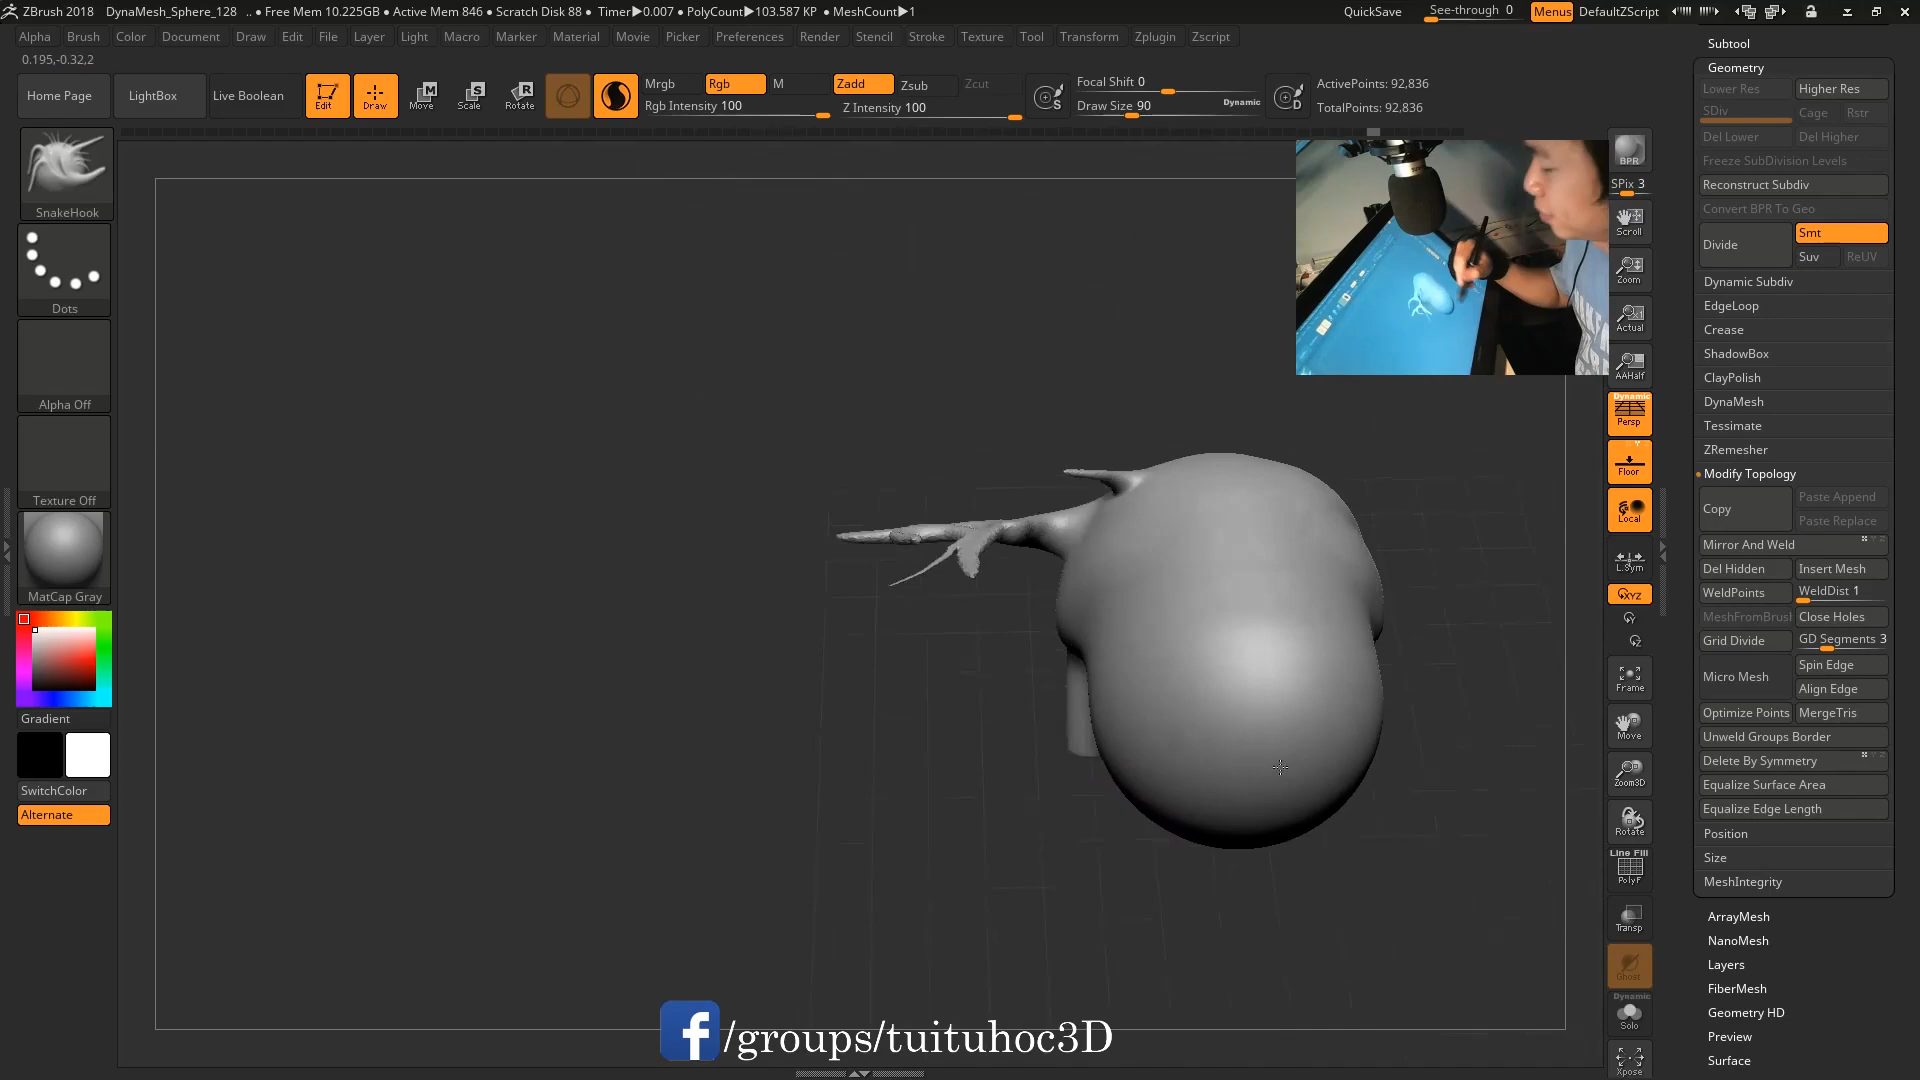 ZBrush 2018 DynaMesh_Sphere_128 .. • Free Mem 10.225GB • Active Mem 846 • Scratch Disk 88 • Timer▶0.007 • PolyCount▶103.587 KP • MeshCount▶1 QuickSave See-through 0 Menus DefaultZScript
Alpha Brush Color Document Draw Edit File Layer Light Macro Marker Material Movie Picker Preferences Render Stencil Stroke Texture Tool Transform Zplugin Zscript
0.195,-0.32,2
Home Page LightBox Live Boolean Edit Draw Move Scale Rotate
Mrgb Rgb M Zadd Zsub Zcut
Rgb Intensity 100 Z Intensity 100
Focal Shift 0
Draw Size 90 Dynamic
S D
ActivePoints: 92,836
TotalPoints: 92,836
SnakeHook
Dots
Alpha Off
Texture Off
MatCap Gray
Gradient
SwitchColor
Alternate
BPR
SPix 3
Scroll
Zoom
Actual
AAHalf
Dynamic
Persp
Floor
Local
L.Sym
XYZ
Frame
Move
Zoom3D
Rotate
Line Fill
PolyF
Transp
Ghost
Dynamic
Solo
Xpose
Subtool
Geometry
Lower Res Higher Res
SDiv Cage Rstr
Del Lower Del Higher
Freeze SubDivision Levels
Reconstruct Subdiv
Convert BPR To Geo
Divide Smt
Suv ReUV
Dynamic Subdiv
EdgeLoop
Crease
ShadowBox
ClayPolish
DynaMesh
Tessimate
ZRemesher
Modify Topology
Copy Paste Append
Paste Replace
Mirror And Weld
Del Hidden Insert Mesh
WeldPoints WeldDist 1
MeshFromBrush Close Holes
Grid Divide GD Segments 3
Micro Mesh Spin Edge
Align Edge
Optimize Points MergeTris
Unweld Groups Border
Delete By Symmetry
Equalize Surface Area
Equalize Edge Length
Position
Size
MeshIntegrity
ArrayMesh
NanoMesh
Layers
FiberMesh
Geometry HD
Preview
Surface
f /groups/tuituhoc3D